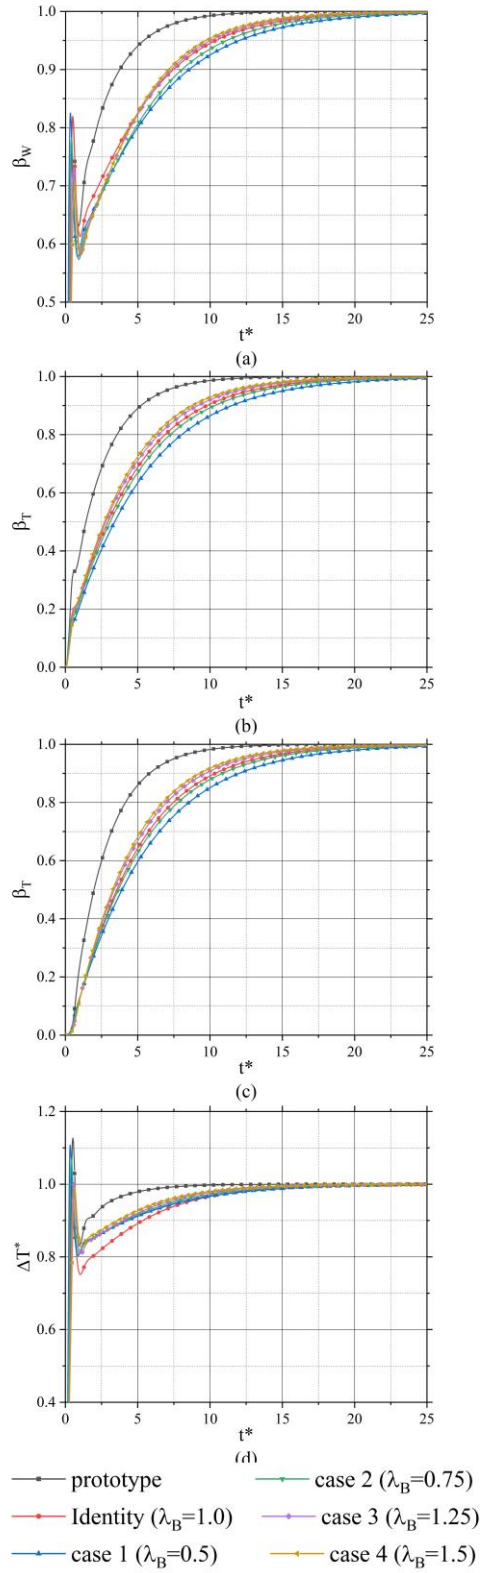 1.0
0.9
0.8
0.7
0.6
0.5
β_W
0 5 10 15 20 25
t*
(a)
1.0
0.8
0.6
0.4
0.2
0.0
β_T
0 5 10 15 20 25
t*
(b)
1.0
0.8
0.6
0.4
0.2
0.0
β_T
0 5 10 15 20 25
t*
(c)
1.2
1.0
0.8
0.6
0.4
ΔT*
0 5 10 15 20 25
t*
(d)
prototype case 2 (λ_B=0.75)
Identity (λ_B=1.0) case 3 (λ_B=1.25)
case 1 (λ_B=0.5) case 4 (λ_B=1.5)